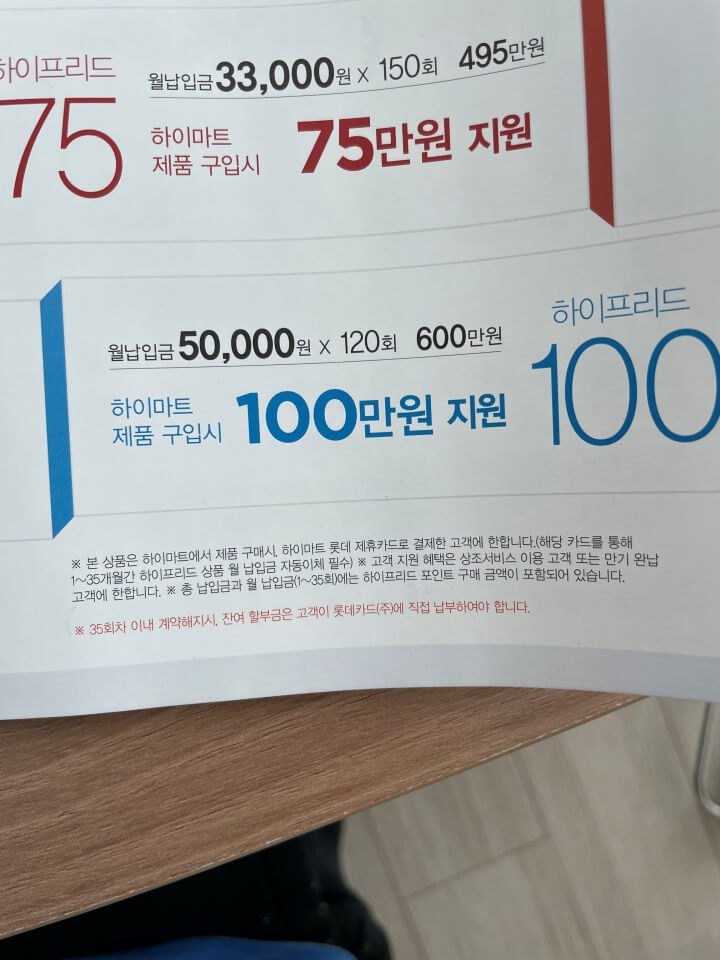 하이프리드
75
월납입금 33,000원 X 150회 495만원
하이마트
제품 구입시
75만원 지원
하이프리드
100
월납입금 50,000원 X 120회 600만원
하이마트
제품 구입시
100만원 지원
※ 본 상품은 하이마트에서 제품 구매시, 하이마트 롯데 제휴카드로 결제한 고객에 한합니다.(해당 카드를 통해
1~35개월간 하이프리드 상품 월 납입금 자동이체 필수) ※ 고객 지원 혜택은 상조서비스 이용 고객 또는 만기 완납
고객에 한합니다. ※ 총 납입금과 월 납입금(1~35회)에는 하이프리드 포인트 구매 금액이 포함되어 있습니다.
※ 35회차 이내 계약해지시, 잔여 할부금은 고객이 롯데카드(주)에 직접 납부하여야 합니다.